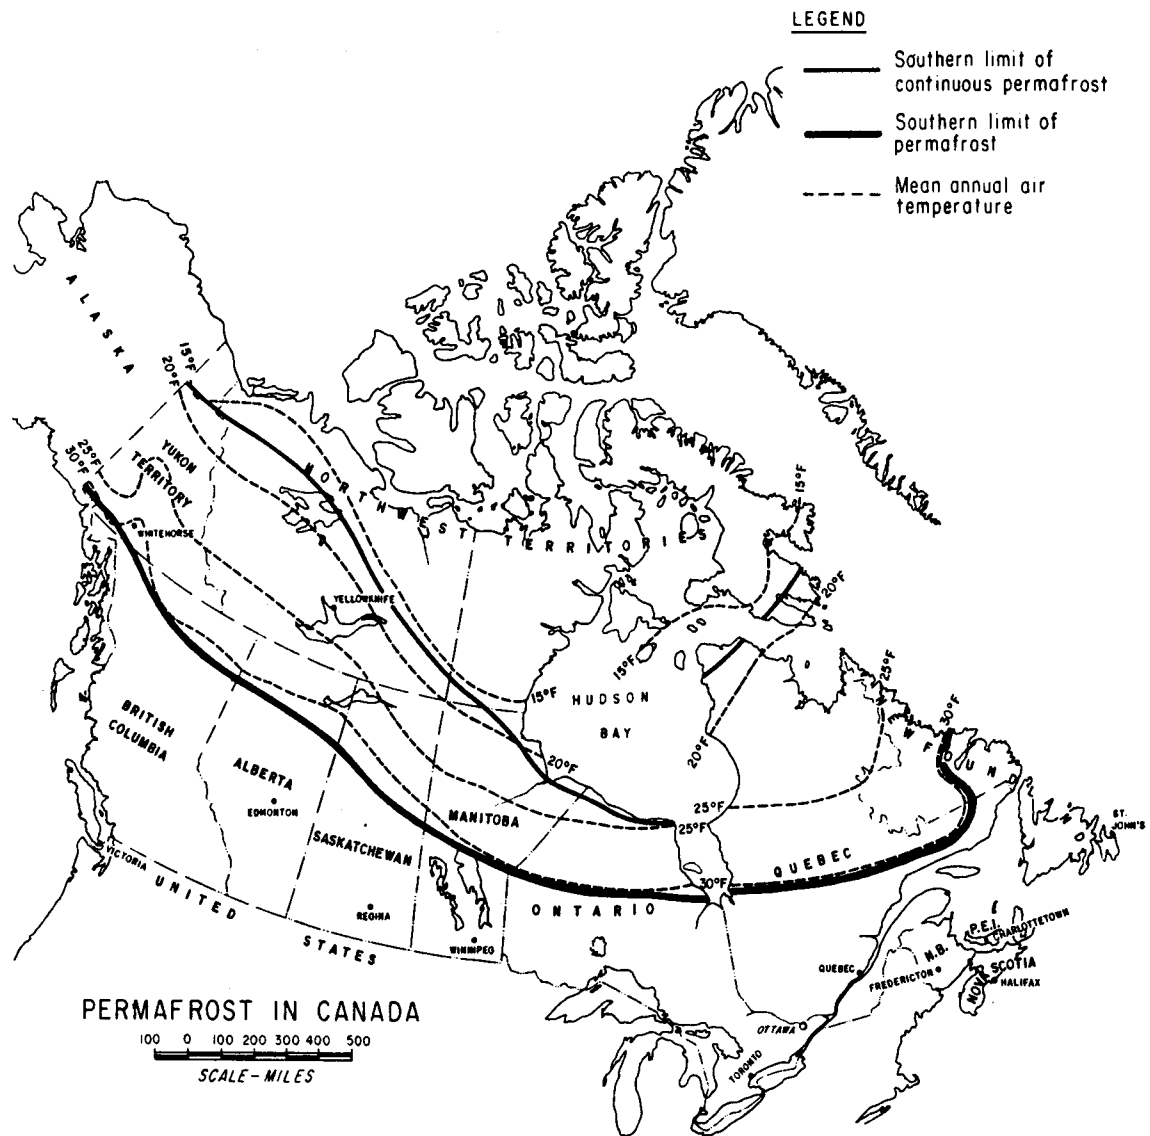 LEGEND
Southern limit of
continuous permafrost
Southern limit of
permafrost
Mean annual air
temperature
ALASKA
15°F
20°F
25°F
30°F
YUKON
TERRITORY
WHITEHORSE
NORTHWEST TERRITORIES
YELLOWKNIFE
15°F
15°F
20°F
15°F
HUDSON
BAY
15°F
20°F
20°F
25°F
25°F
25°F
30°F
30°F
NEWFOUND
BRITISH
COLUMBIA
ALBERTA
EDMONTON
SASKATCHEWAN
REGINA
MANITOBA
WINNIPEG
ONTARIO
QUEBEC
ST.
JOHN'S
VICTORIA
UNITED
STATES
P.E.I.
CHARLOTTETOWN
N.B.
FREDERICTON
NOVA SCOTIA
HALIFAX
QUEBEC
OTTAWA
TORONTO
PERMAFROST IN CANADA
100 0 100 200 300 400 500
SCALE-MILES